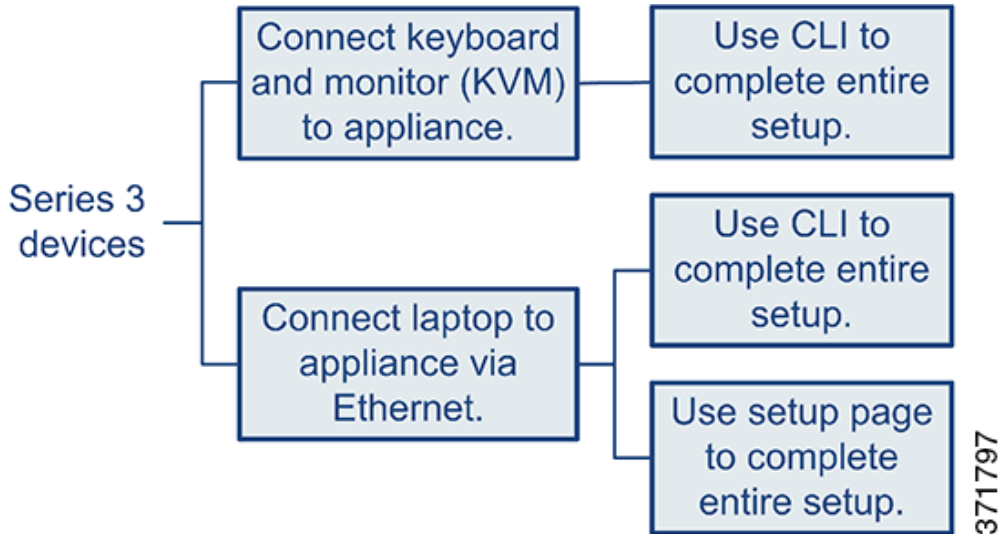 Series 3
devices
Connect keyboard
and monitor (KVM)
to appliance.
Use CLI to
complete entire
setup.
Connect laptop to
appliance via
Ethernet.
Use CLI to
complete entire
setup.
Use setup page
to complete
entire setup.
371797